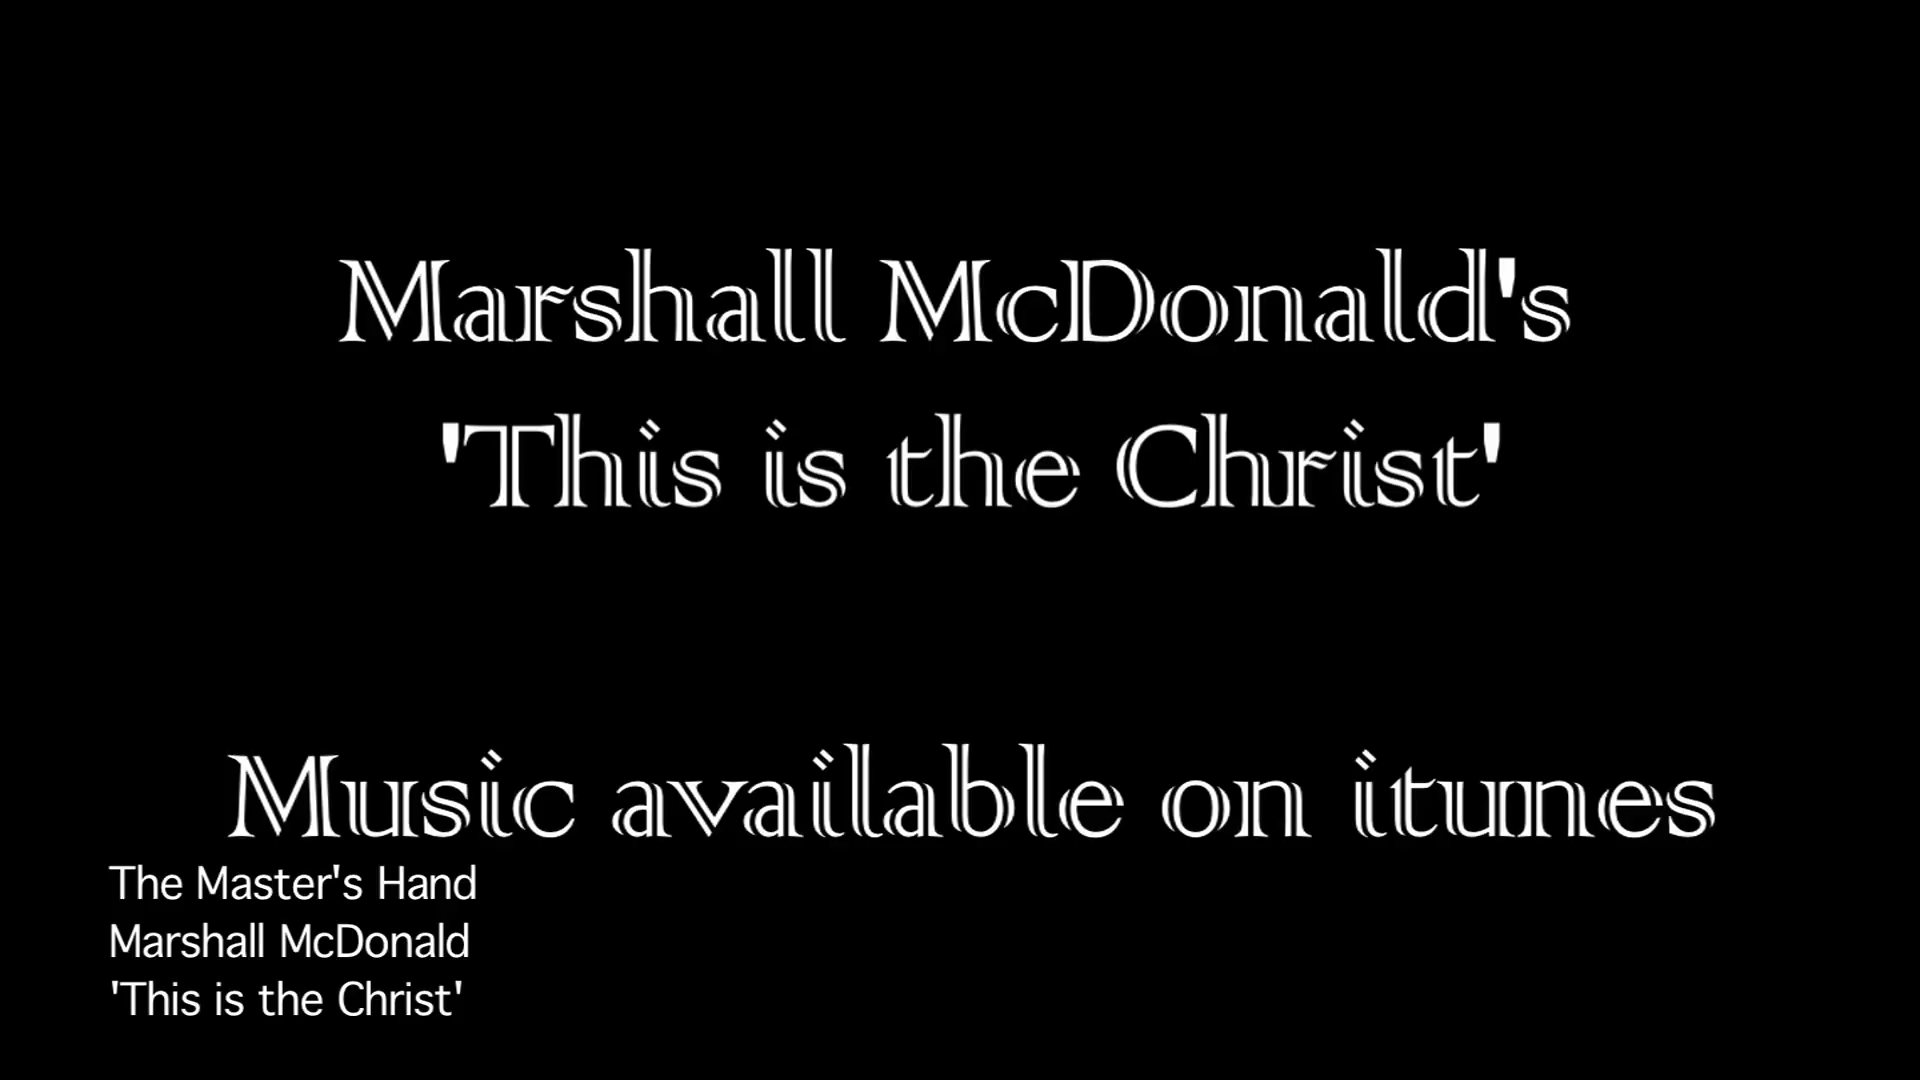 Marshall McDonald's
'This is the Christ'
Music available on itunes
The Master's Hand
Marshall McDonald
'This is the Christ'